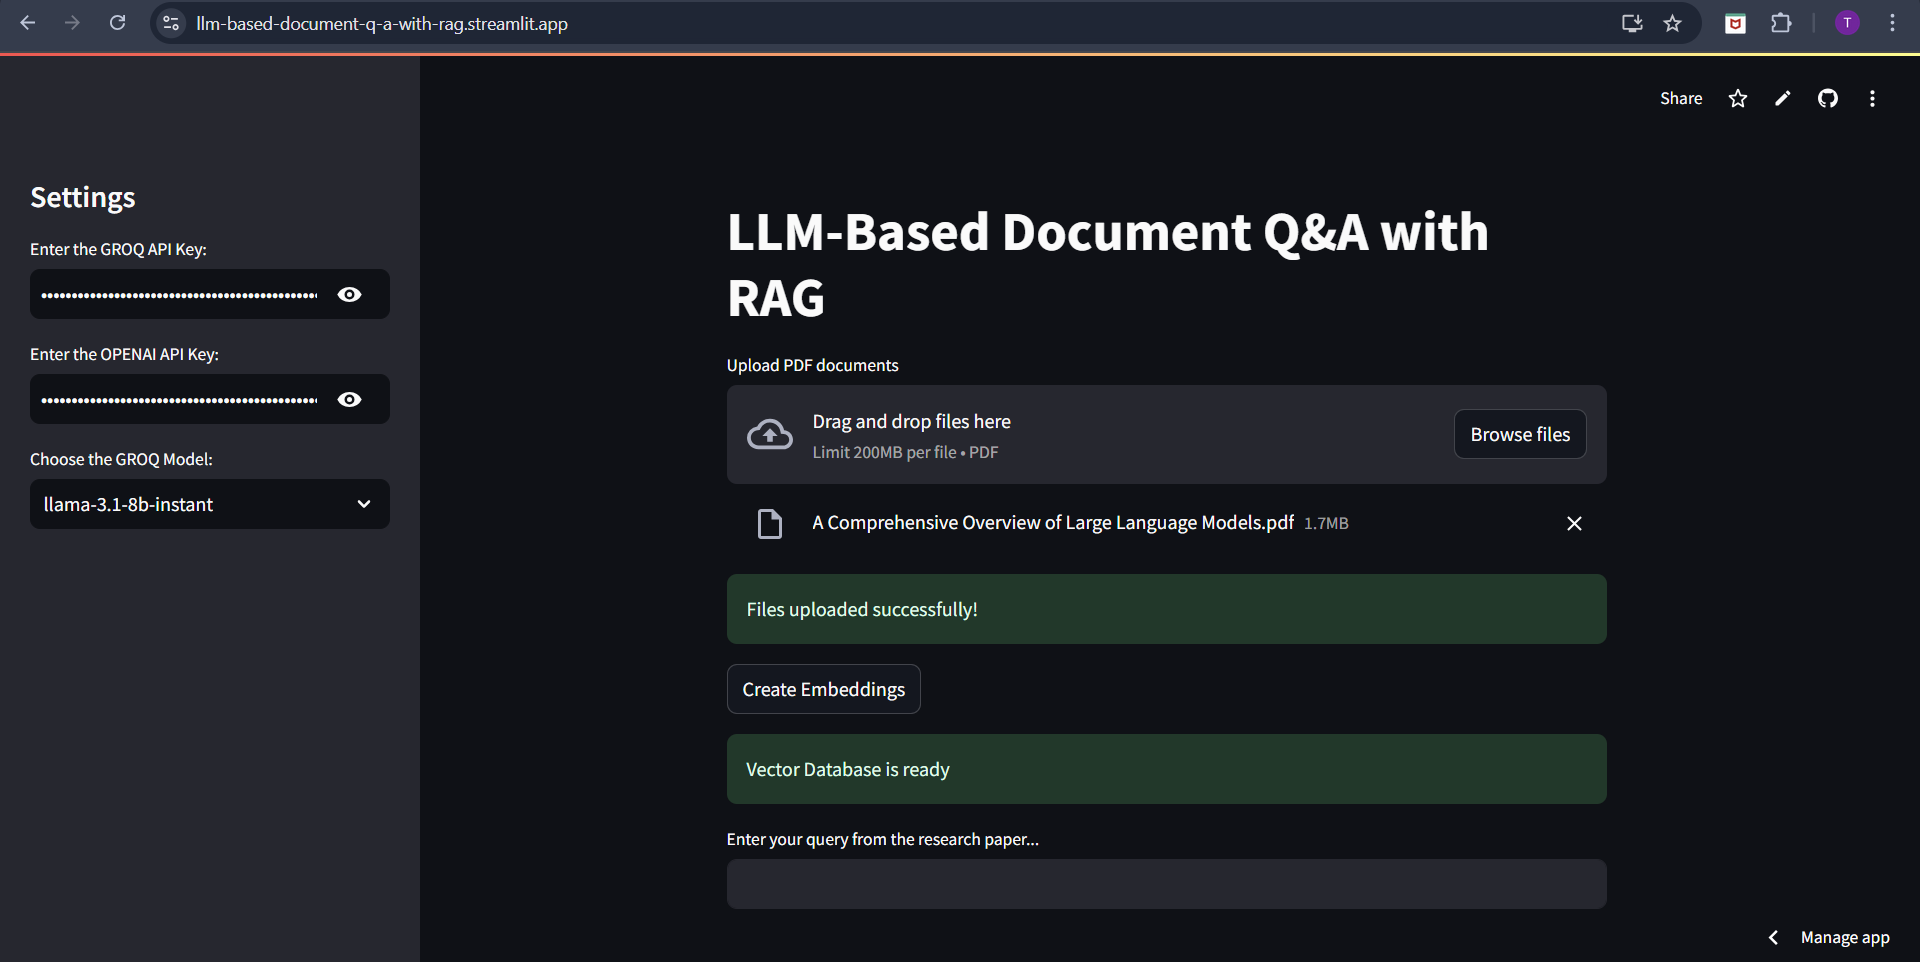 llm-based-document-q-a-with-rag.streamlit.app
T
Share
Settings
Enter the GROQ API Key:
Enter the OPENAI API Key:
Choose the GROQ Model:
llama-3.1-8b-instant
LLM-Based Document Q&A with
RAG
Upload PDF documents
Drag and drop files here
Limit 200MB per file • PDF
Browse files
A Comprehensive Overview of Large Language Models.pdf 1.7MB
Files uploaded successfully!
Create Embeddings
Vector Database is ready
Enter your query from the research paper...
Manage app